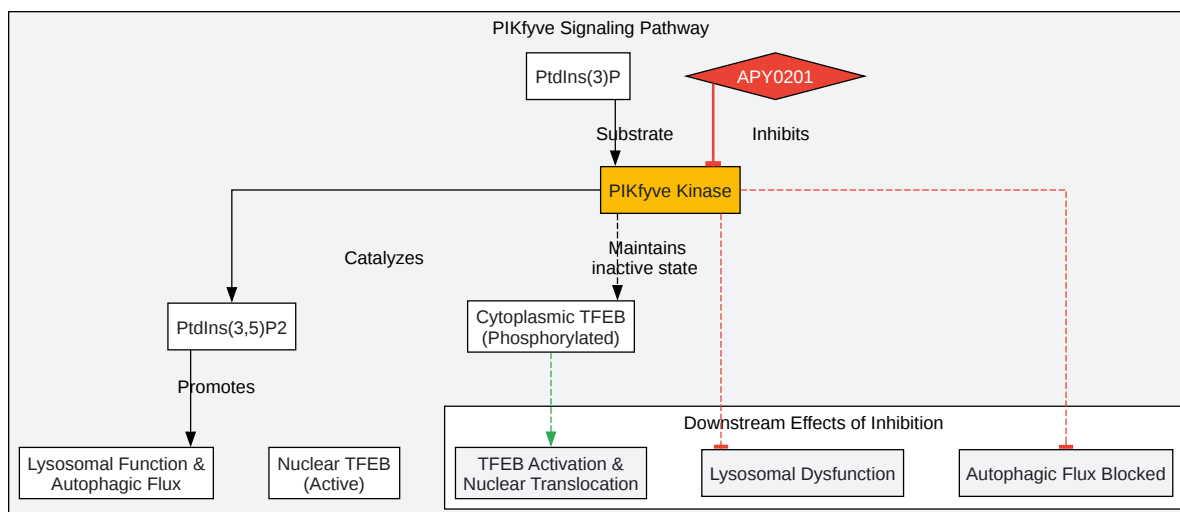 PIKfyve Signaling Pathway
PtdIns(3)P
APY0201
Substrate
Inhibits
PIKfyve Kinase
Catalyzes
Maintains
inactive state
PtdIns(3,5)P2
Cytoplasmic TFEB
(Phosphorylated)
Promotes
Downstream Effects of Inhibition
Lysosomal Function &
Autophagic Flux
Nuclear TFEB
(Active)
TFEB Activation &
Nuclear Translocation
Lysosomal Dysfunction
Autophagic Flux Blocked